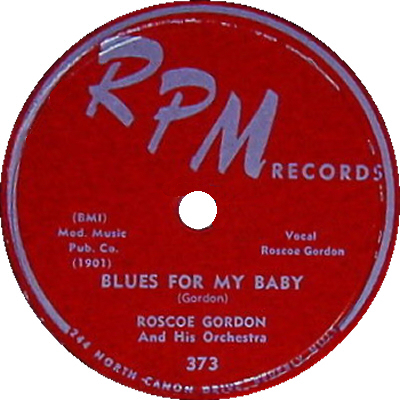 RPM
RECORDS
(BMI)
Mod. Music
Pub. Co.
(1901)
Vocal
Roscoe Gordon
BLUES FOR MY BABY
(Gordon)
ROSCOE GORDON
And His Orchestra
373
244 NORTH CANON DRIVE